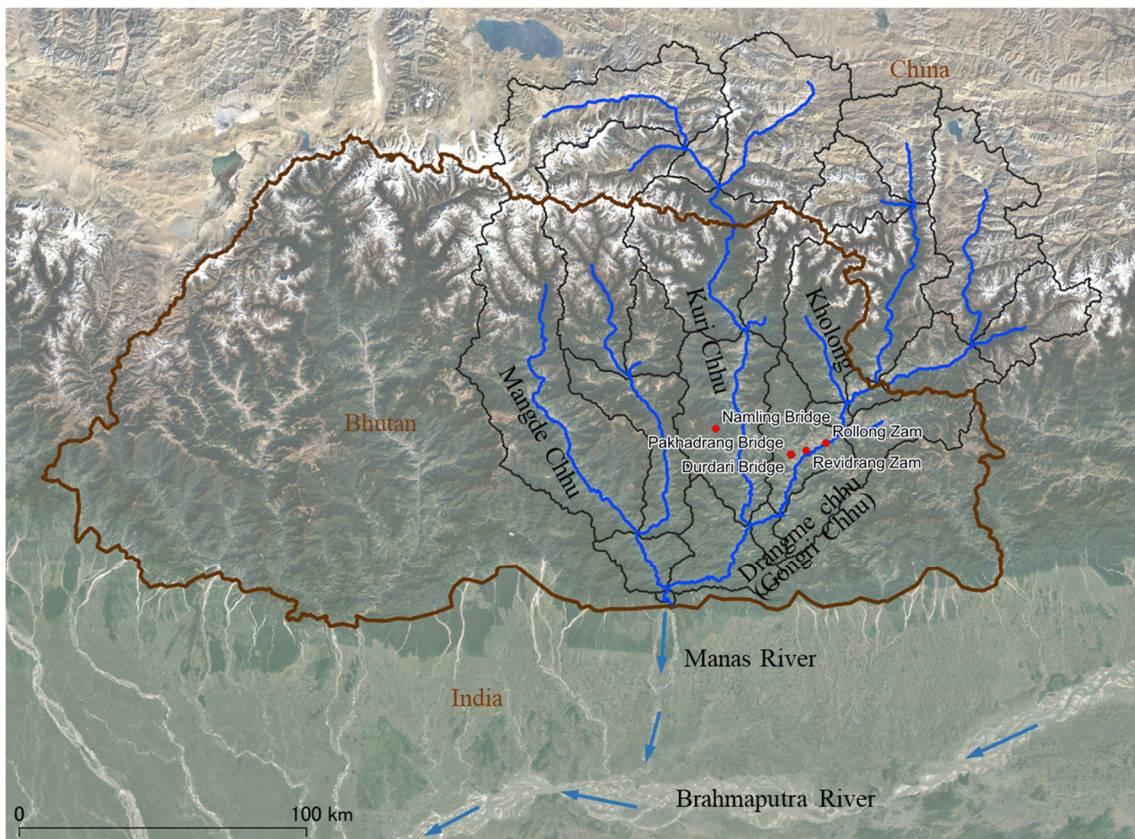 China
Kuri Chhu
Kholong
Mangde Chhu
Bhutan
Namling Bridge
Rollong Zam
Pakhadrang Bridge
Durdari Bridge
Revidrang Zam
Drangme chhu
(Gongri Chhu)
Manas River
India
Brahmaputra River
0
100 km